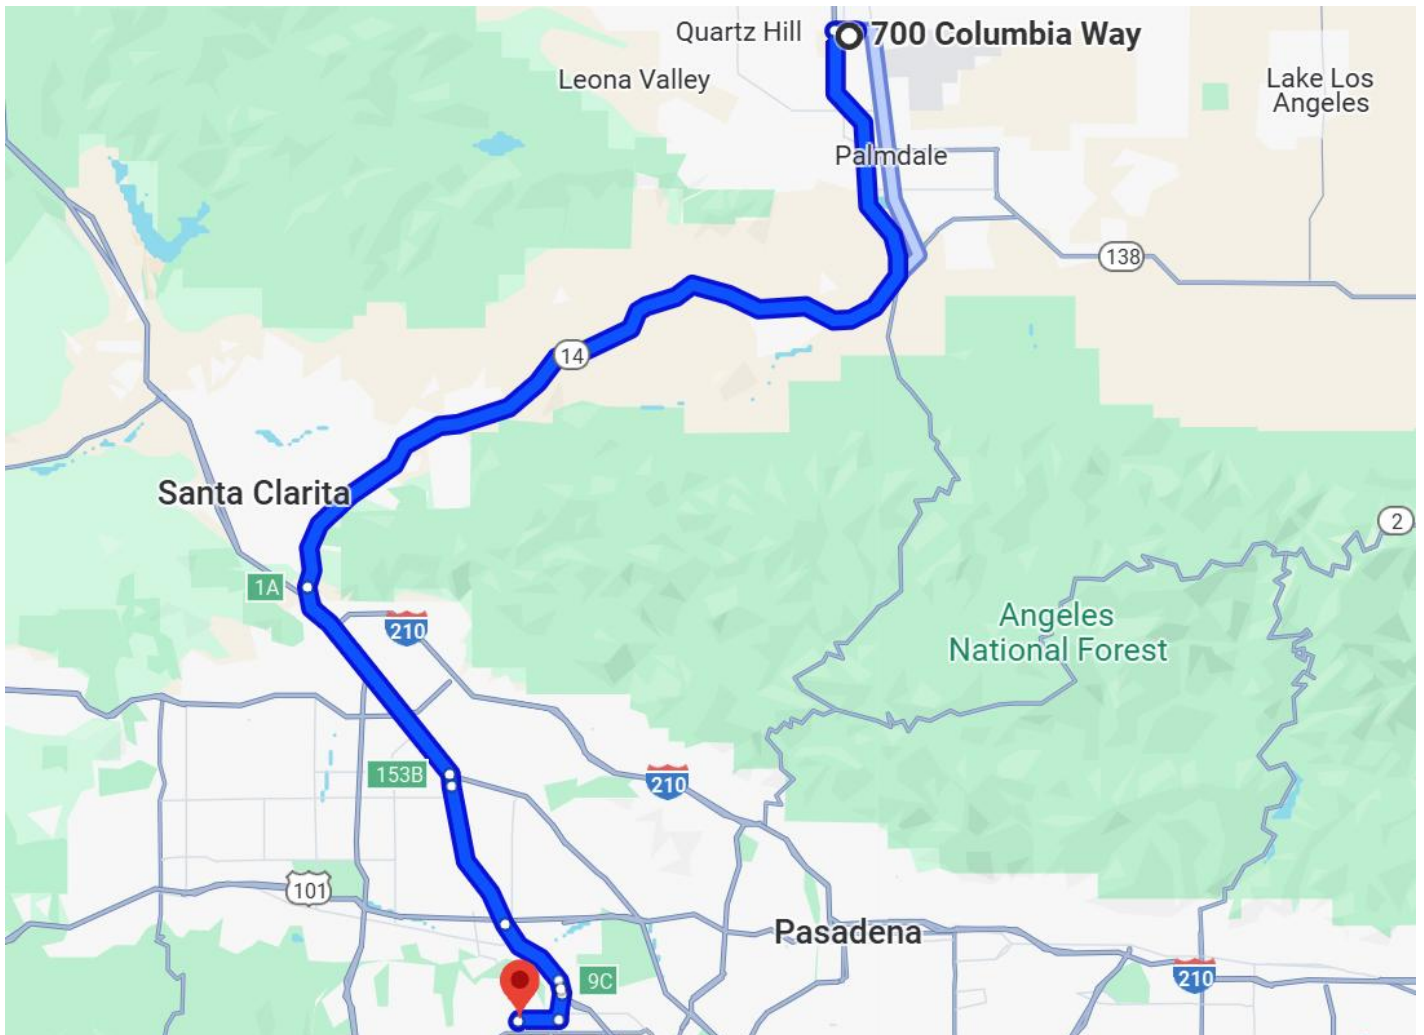 Quartz Hill
700 Columbia Way
Leona Valley
Lake Los
Angeles
Palmdale
138
14
Santa Clarita
2
1A
210
Angeles
National Forest
153B
210
101
Pasadena
9C
210